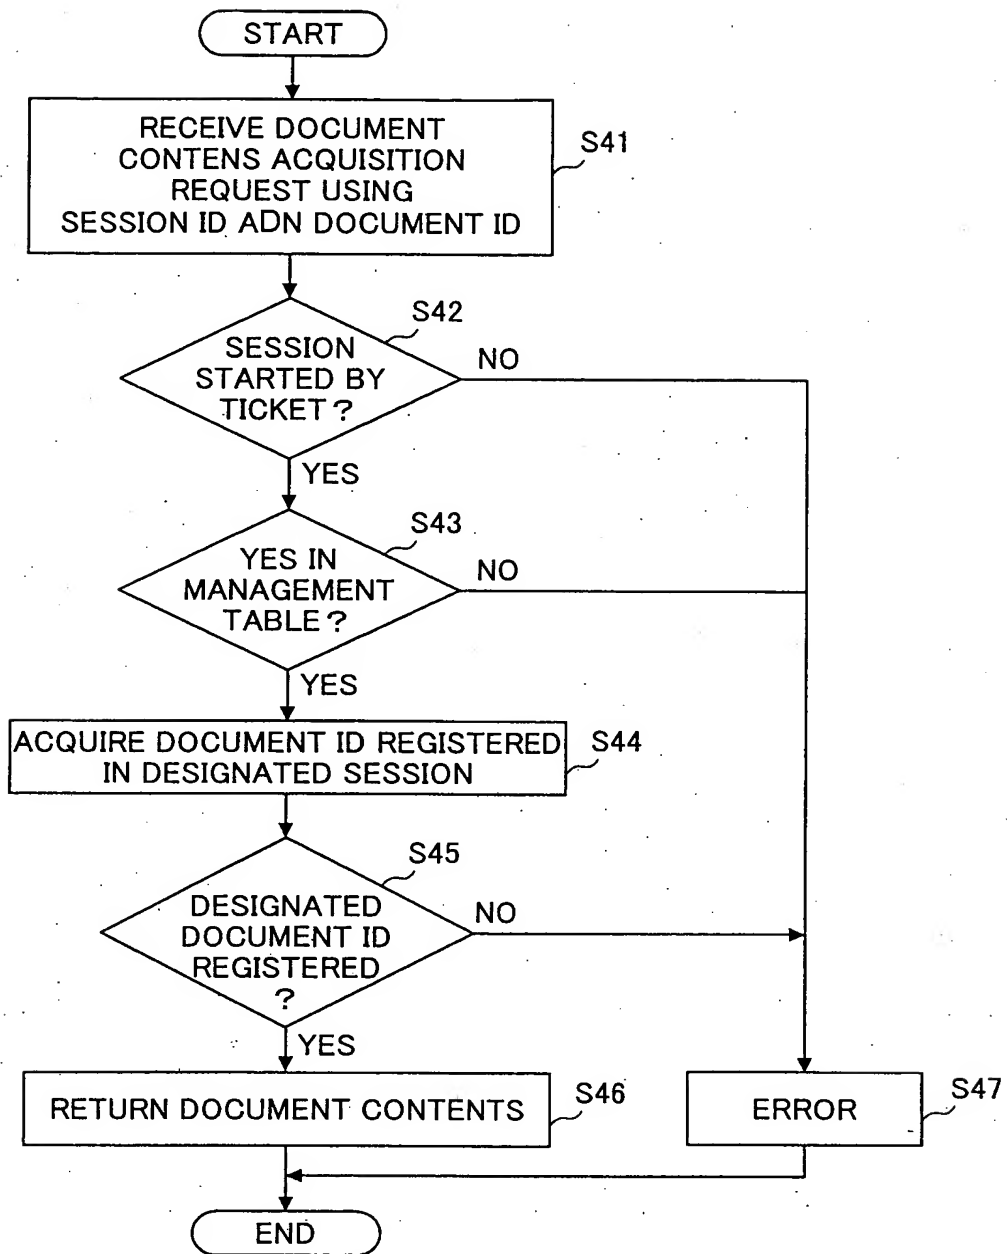 START
RECEIVE DOCUMENT
CONTENS ACQUISITION
REQUEST USING
SESSION ID ADN DOCUMENT ID
S41
S42
SESSION
STARTED BY
TICKET ?
NO
YES
S43
YES IN
MANAGEMENT
TABLE ?
NO
YES
ACQUIRE DOCUMENT ID REGISTERED
IN DESIGNATED SESSION
S44
S45
DESIGNATED
DOCUMENT ID
REGISTERED
?
NO
YES
RETURN DOCUMENT CONTENTS
S46
ERROR
S47
END